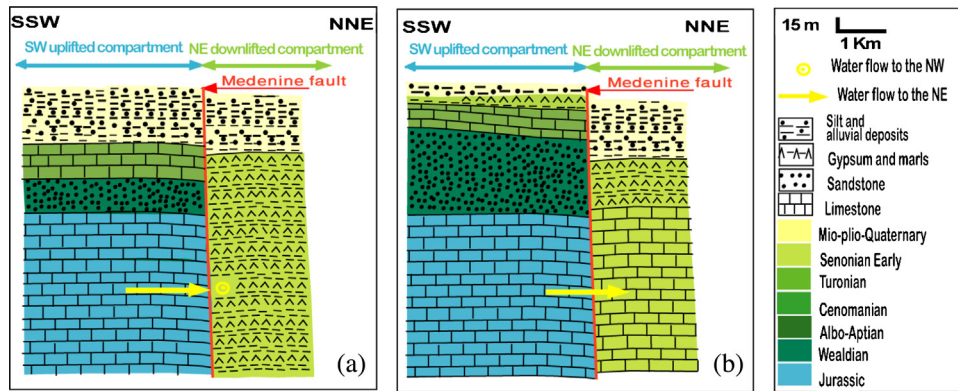 SSW
NNE
SW uplifted compartment
NE downlifted compartment
Medenine fault
(a)
SSW
NNE
SW uplifted compartment
NE downlifted compartment
Medenine fault
(b)
15 m
1 Km
Water flow to the NW
Water flow to the NE
Silt and
alluvial deposits
Gypsum and marls
Sandstone
Limestone
Mio-plio-Quaternary
Senonian Early
Turonian
Cenomanian
Albo-Aptian
Wealdian
Jurassic